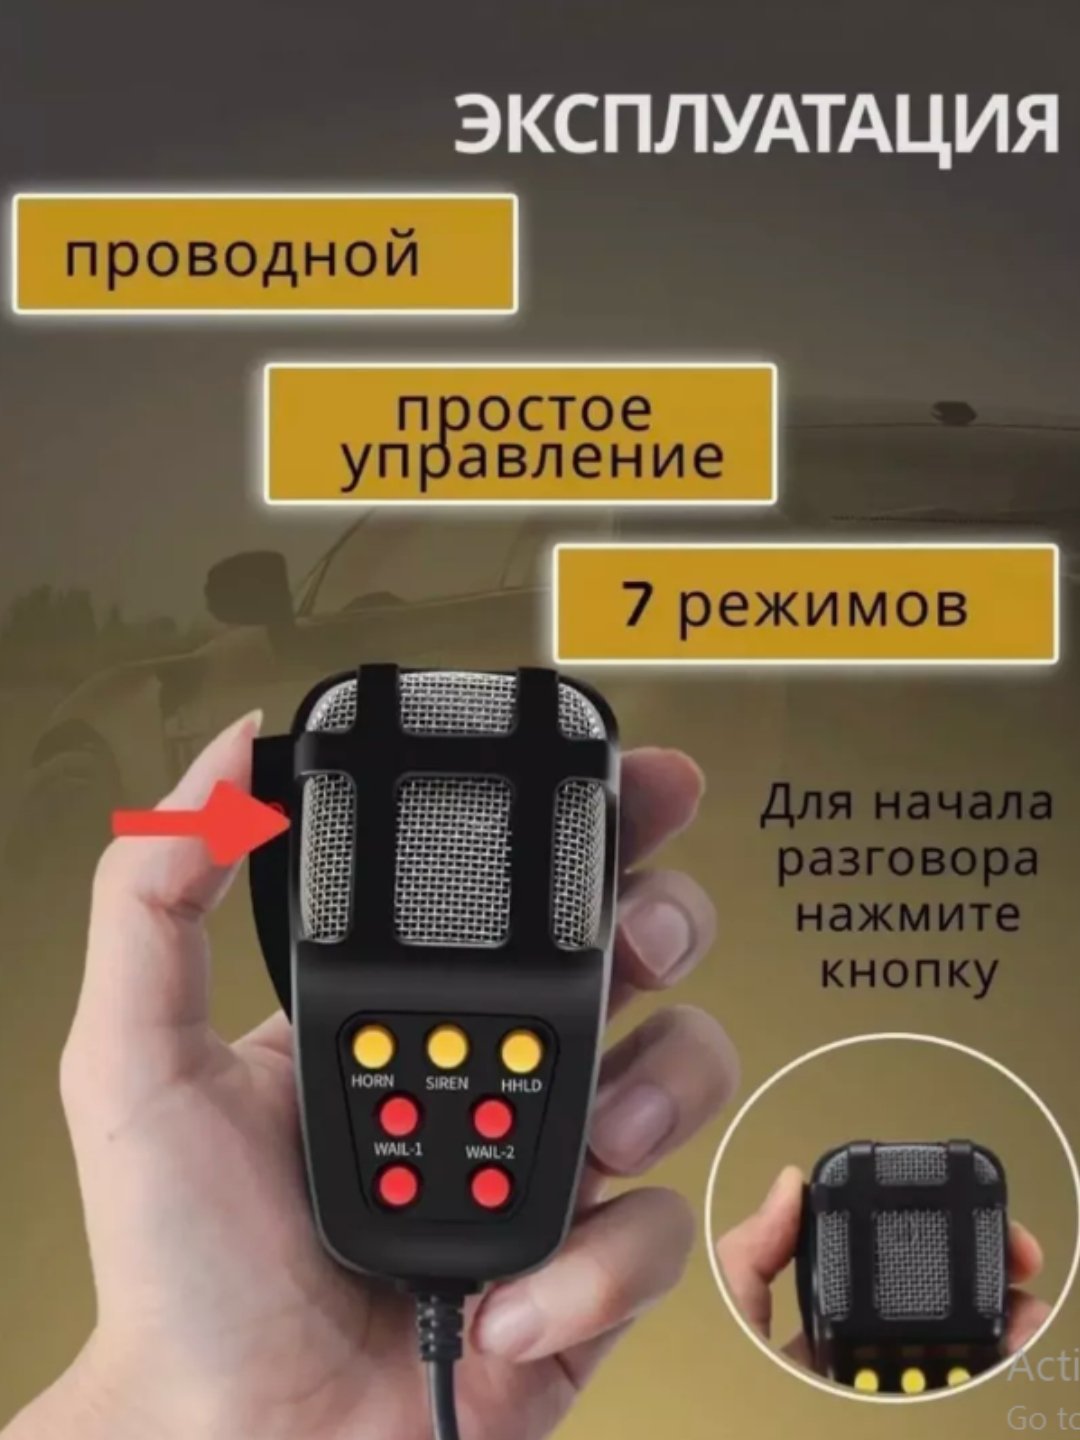 ЭКСПЛУАТАЦИЯ
проводной
простое
управление
7 режимов
Для начала
разговора
нажмите
кнопку
HORN SIREN HHLD
WAIL-1 WAIL-2
Acti
Go to